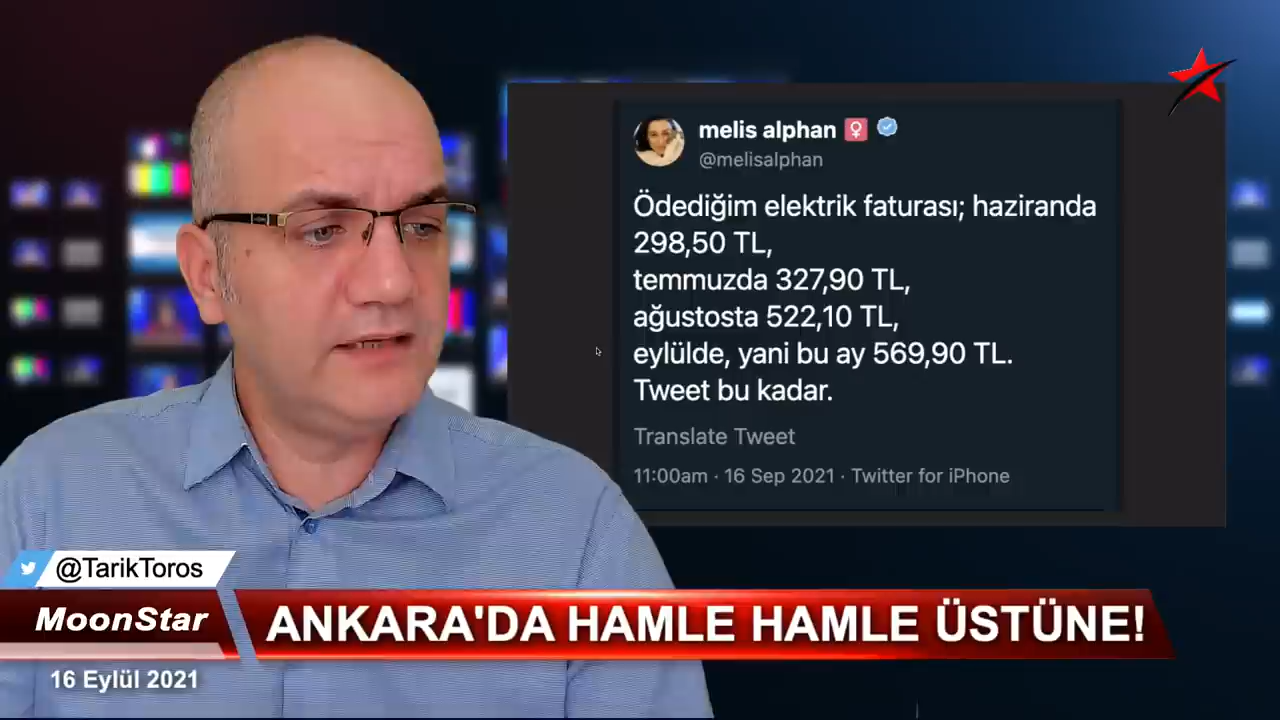 melis alphan
@melisalphan
Ödediğim elektrik faturası; haziranda
298,50 TL,
temmuzda 327,90 TL,
ağustosta 522,10 TL,
eylülde, yani bu ay 569,90 TL.
Tweet bu kadar.
Translate Tweet
11:00am · 16 Sep 2021 · Twitter for iPhone
@TarikToros
MoonStar
ANKARA'DA HAMLE HAMLE ÜSTÜNE!
16 Eylül 2021